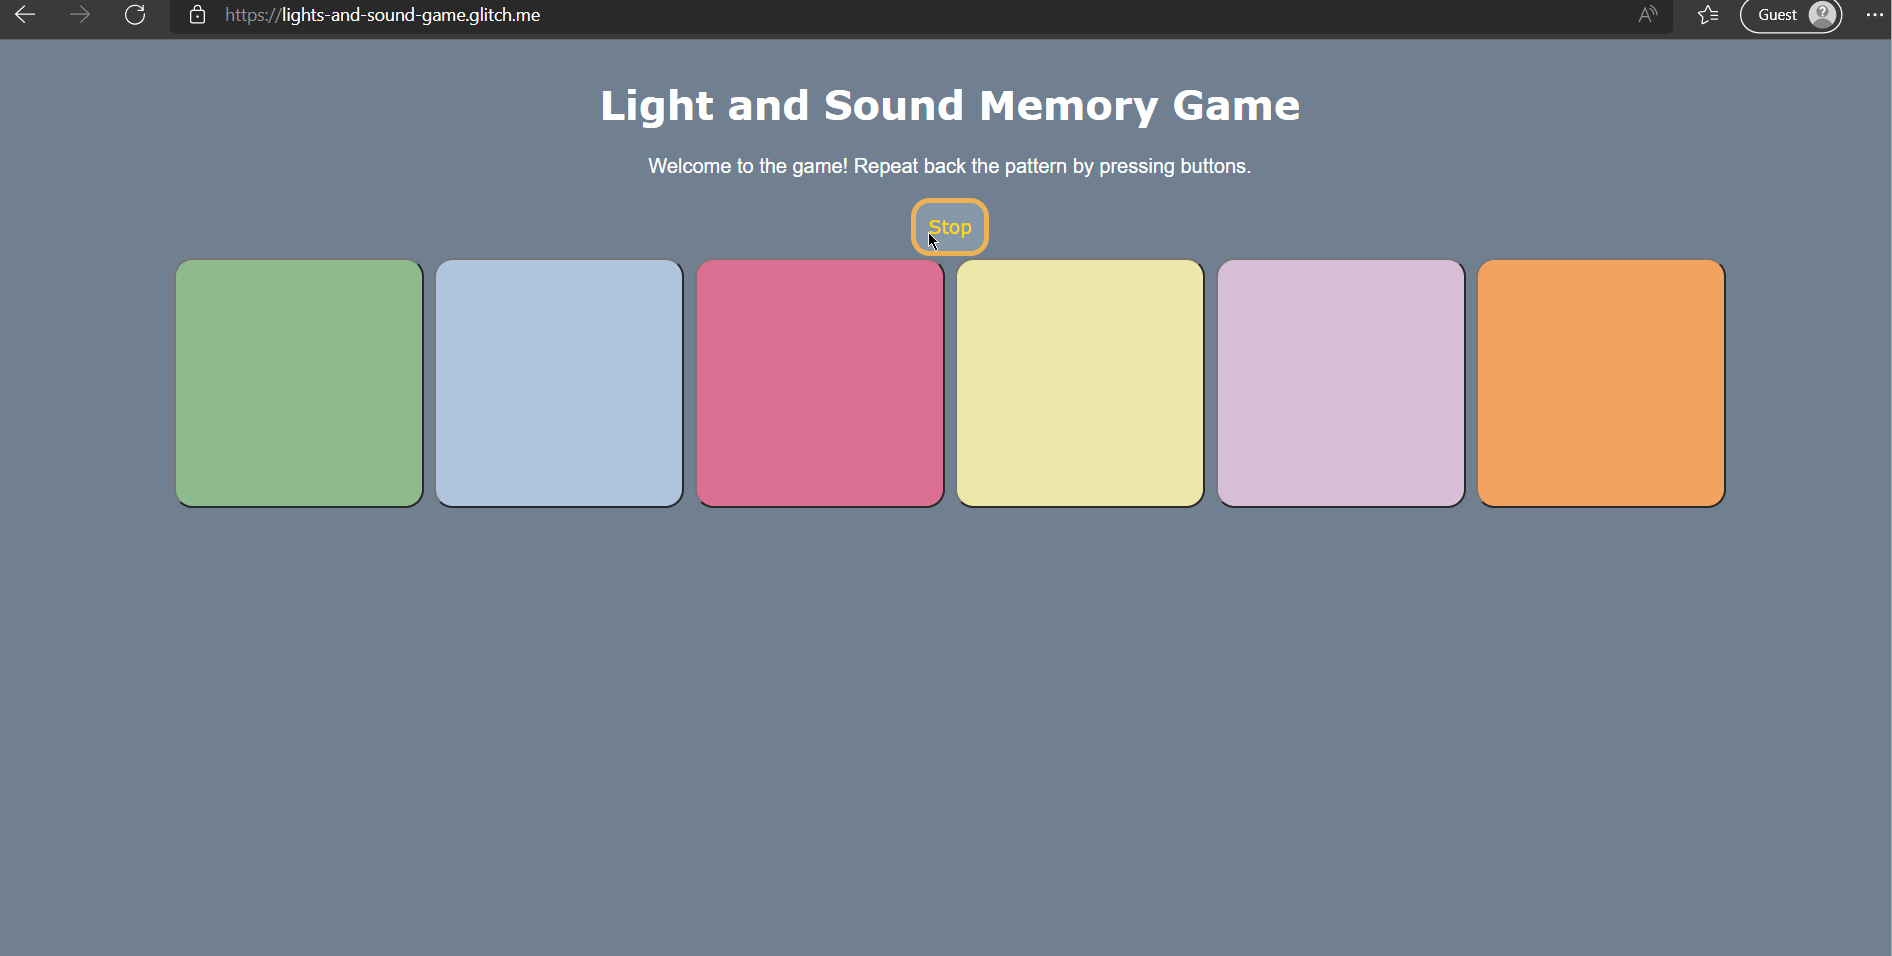 https://lights-and-sound-game.glitch.me
Guest
Light and Sound Memory Game
Welcome to the game! Repeat back the pattern by pressing buttons.
Stop